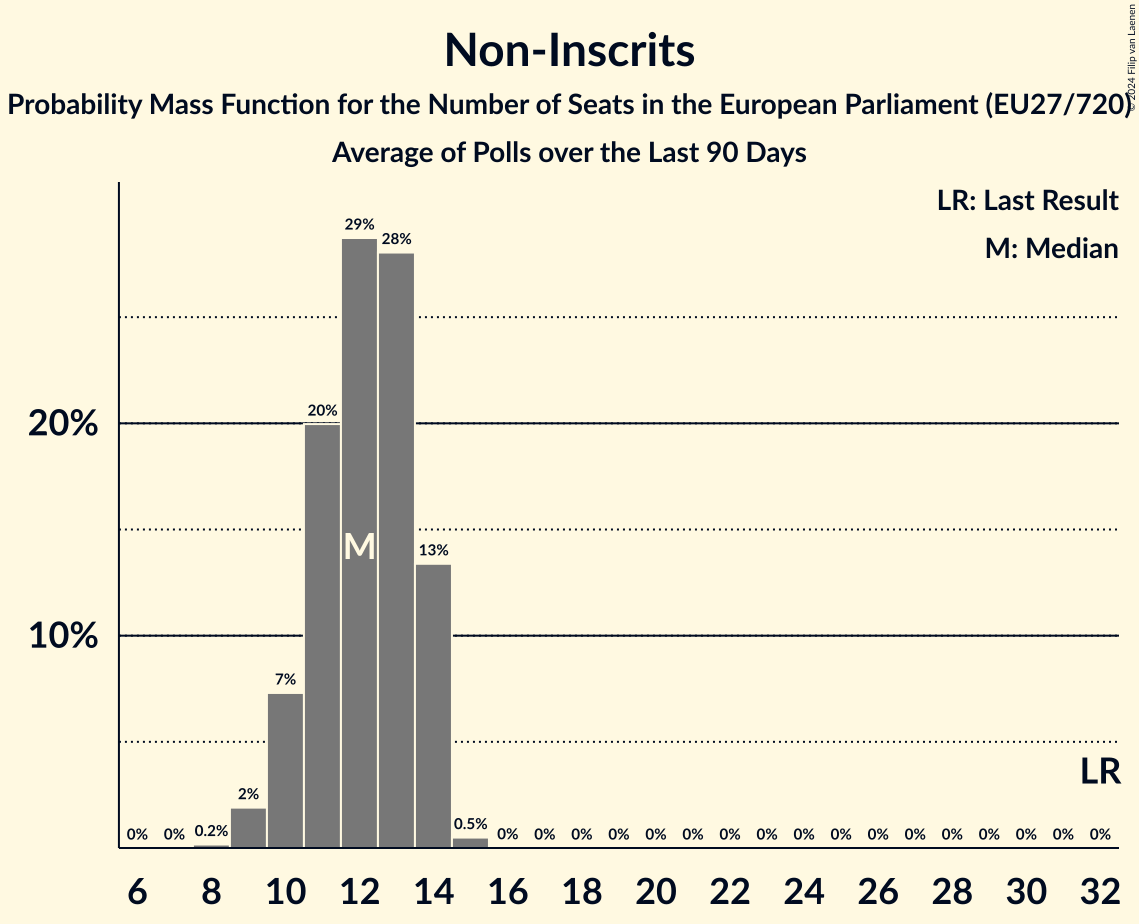 Non-Inscrits
Probability Mass Function for the Number of Seats in the European Parliament (EU27/720)
Average of Polls over the Last 90 Days
© 2024 Filip van Laenen
LR: Last Result
M: Median
29%
28%
20%
20%
M
13%
10%
7%
LR
2%
0% 0% 0.2% 0.5% 0% 0% 0% 0% 0% 0% 0% 0% 0% 0% 0% 0% 0% 0% 0% 0% 0%
6 8 10 12 14 16 18 20 22 24 26 28 30 32